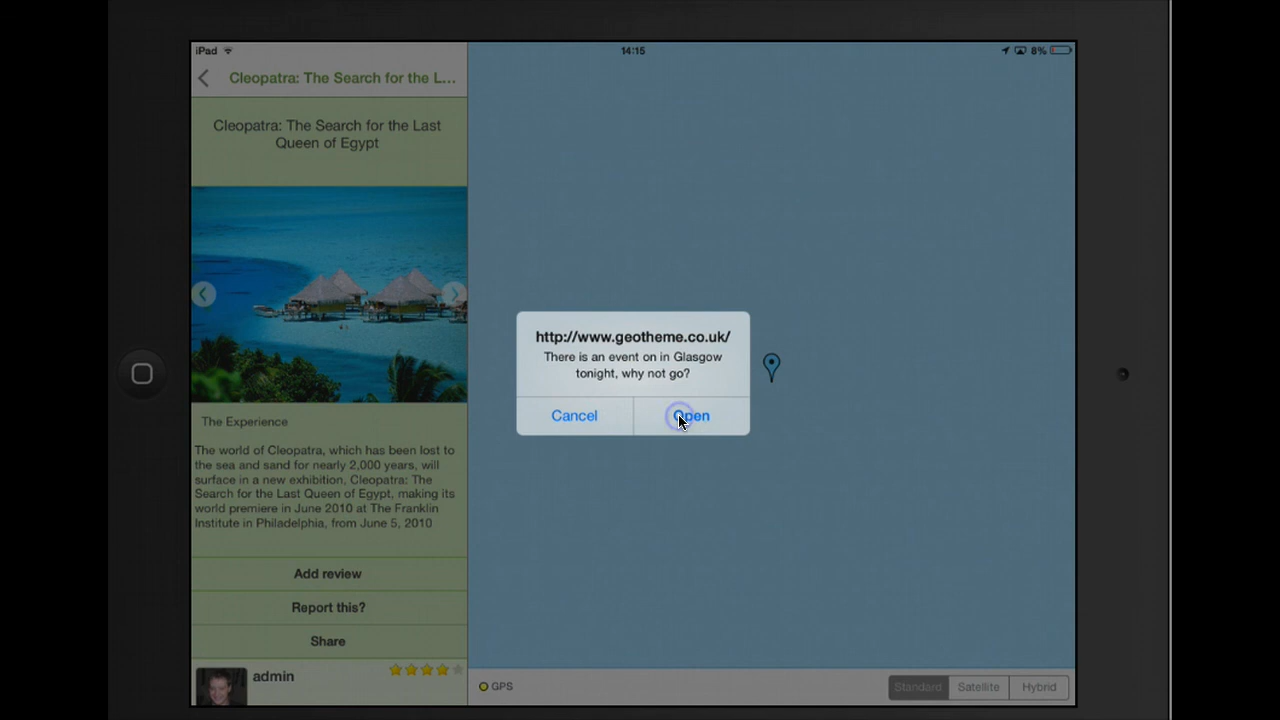 iPad
14:15
8%
Cleopatra: The Search for the L...
Cleopatra: The Search for the Last
Queen of Egypt
http://www.geotheme.co.uk/
There is an event on in Glasgow
tonight, why not go?
Cancel
Open
The Experience
The world of Cleopatra, which has been lost to
the sea and sand for nearly 2,000 years, will
surface in a new exhibition, Cleopatra: The
Search for the Last Queen of Egypt, making its
world premiere in June 2010 at The Franklin
Institute in Philadelphia, from June 5, 2010
Add review
Report this?
Share
admin
GPS
Standard
Satellite
Hybrid